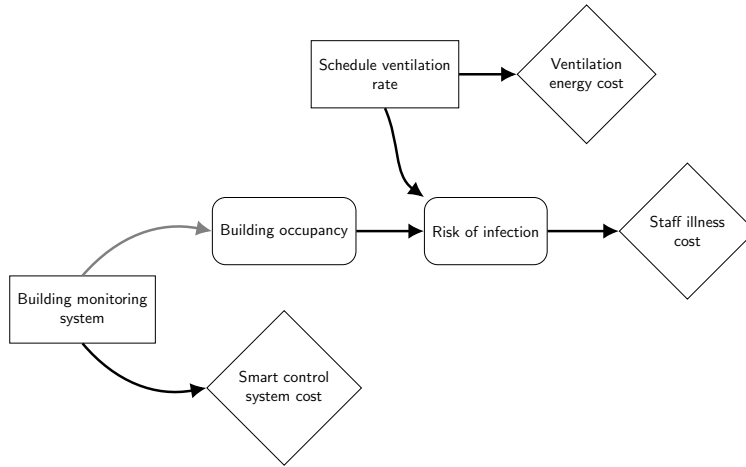 Schedule ventilation
rate
Ventilation
energy cost
Building occupancy
Risk of infection
Staff illness
cost
Building monitoring
system
Smart control
system cost